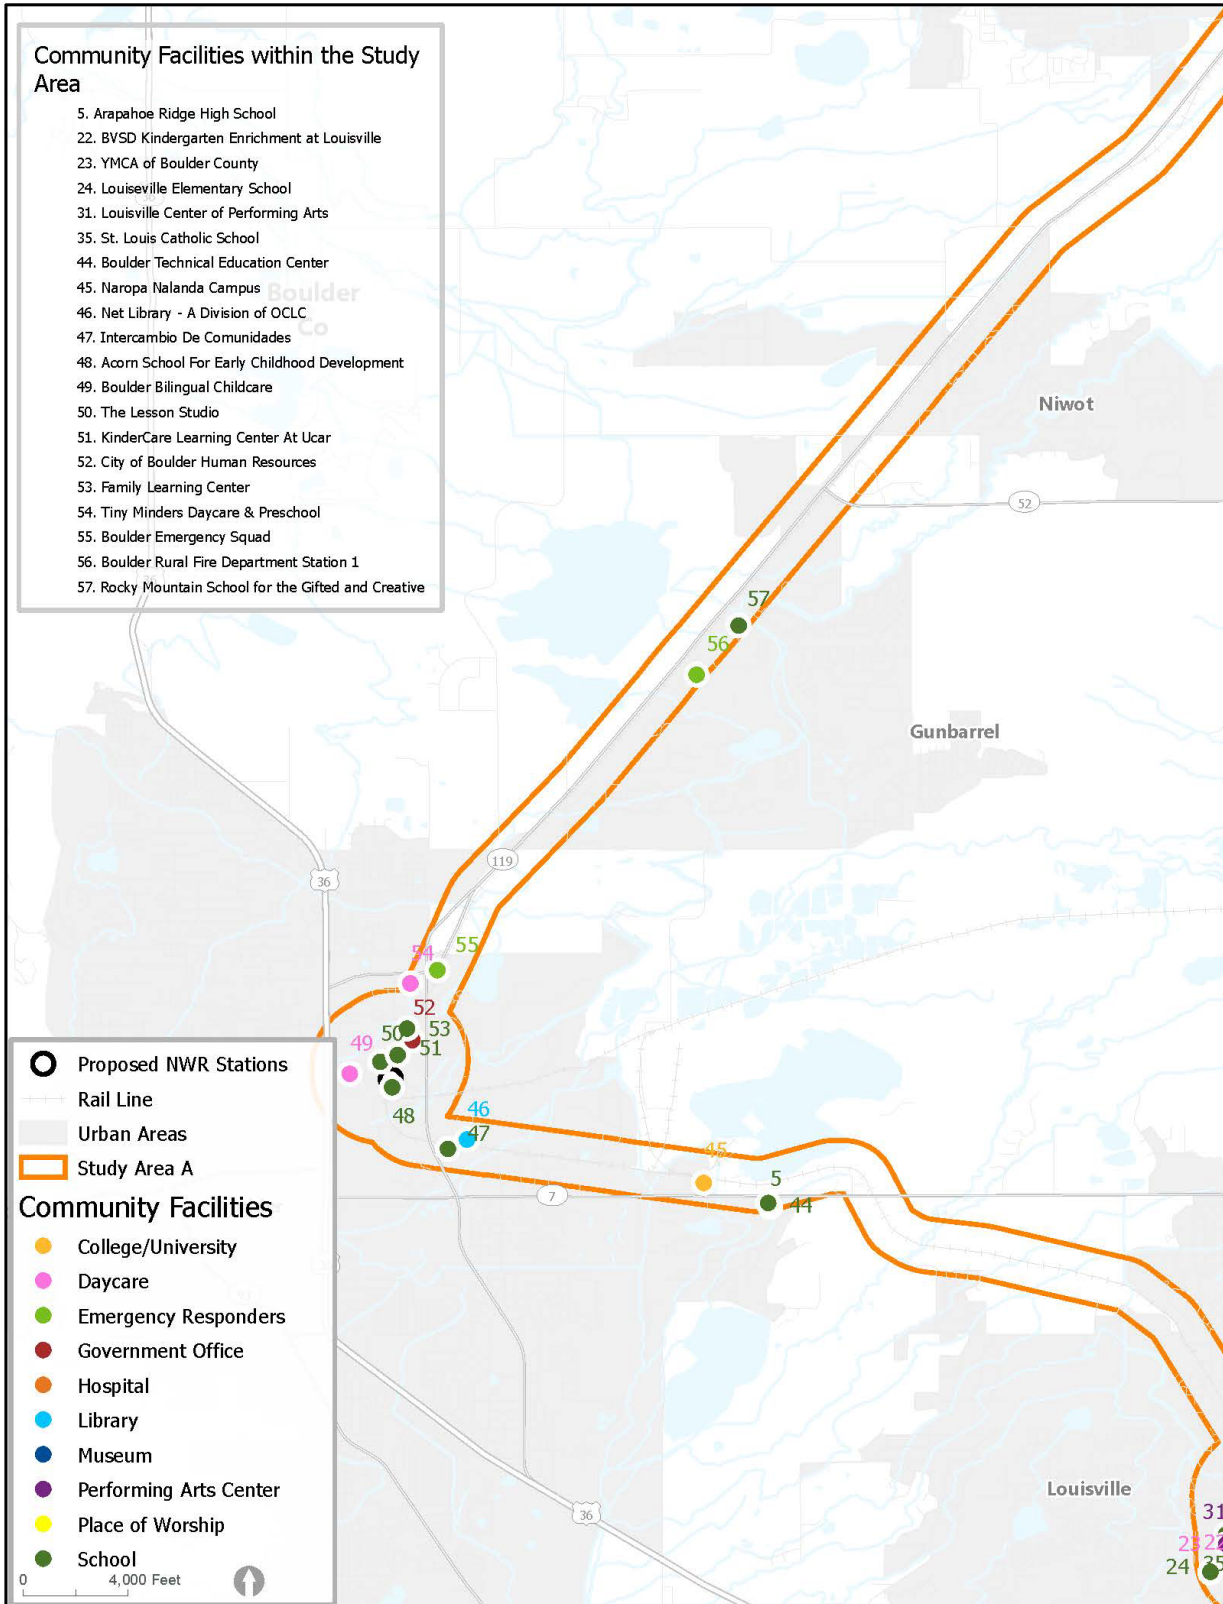 Community Facilities within the Study
Area
5. Arapahoe Ridge High School
22. BVSD Kindergarten Enrichment at Louisville
23. YMCA of Boulder County
24. Louiseville Elementary School
31. Louisville Center of Performing Arts
35. St. Louis Catholic School
44. Boulder Technical Education Center
45. Naropa Nalanda Campus
46. Net Library - A Division of OCLC
47. Intercambio De Comunidades
48. Acorn School For Early Childhood Development
49. Boulder Bilingual Childcare
50. The Lesson Studio
51. KinderCare Learning Center At Ucar
52. City of Boulder Human Resources
53. Family Learning Center
54. Tiny Minders Daycare & Preschool
55. Boulder Emergency Squad
56. Boulder Rural Fire Department Station 1
57. Rocky Mountain School for the Gifted and Creative
Boulder
Co
36
Niwot
52
57
56
Gunbarrel
119
36
54
55
52
53
50
51
49
48
46
47
45
5
44
7
36
Louisville
31
23
24
35
Proposed NWR Stations
Rail Line
Urban Areas
Study Area A
Community Facilities
College/University
Daycare
Emergency Responders
Government Office
Hospital
Library
Museum
Performing Arts Center
Place of Worship
School
0 4,000 Feet